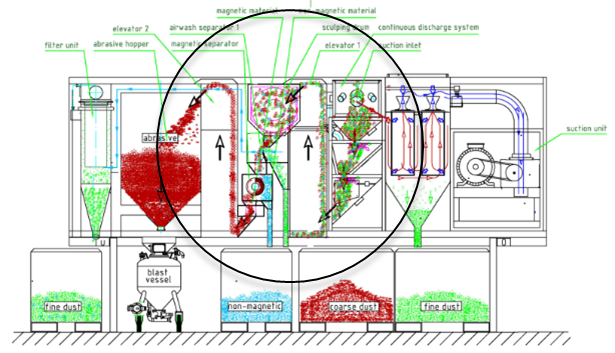 magnetic material
non-magnetic material
elevator 2
airwash separator 1
sculping drum
continuous discharge system
filter unit
abrasive hopper
magnetic separator
elevator 1
suction inlet
abrasive
suction unit
blast
vessel
fine dust
non-magnetic
coarse dust
fine dust